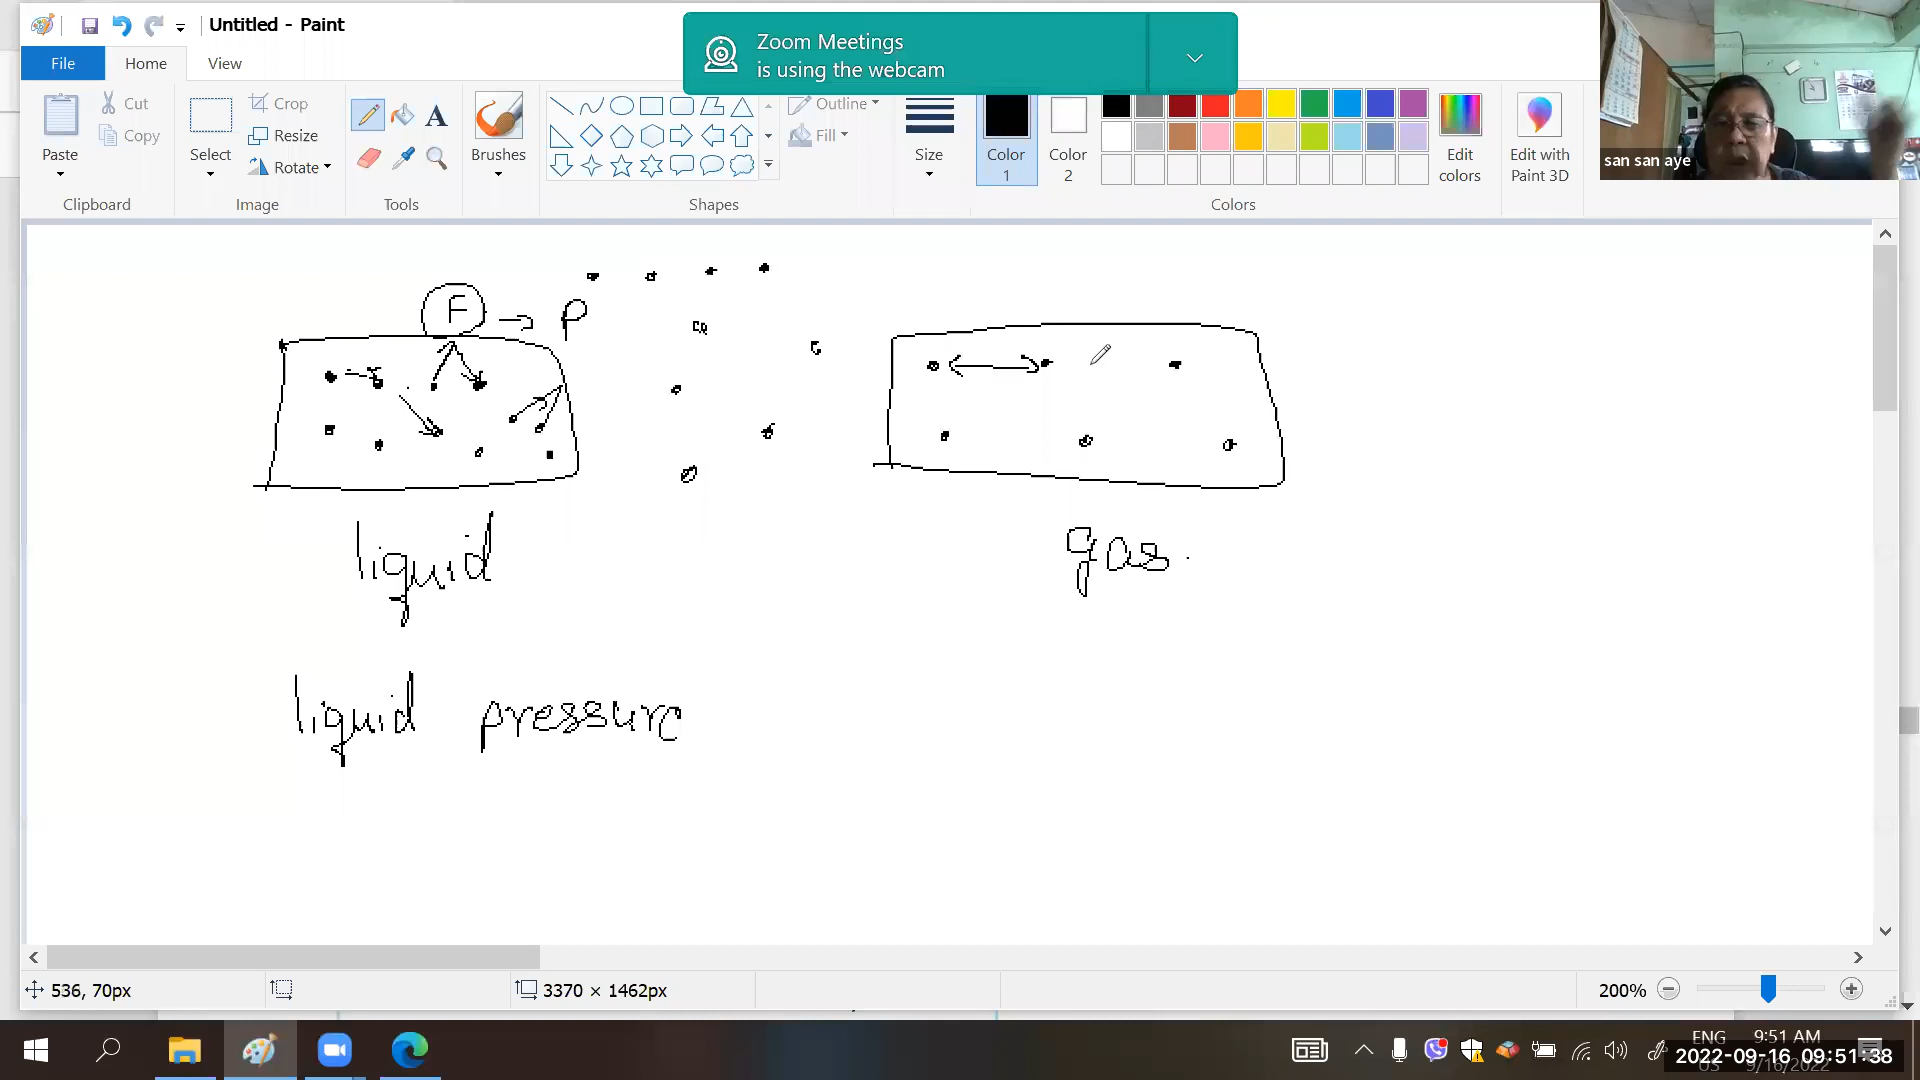 Untitled - Paint
Zoom Meetings
is using the webcam
File Home View
Cut
Copy
Paste
Clipboard
Select
Crop
Resize
Rotate
Image
A
Tools
Brushes
Shapes
Outline
Fill
Size
Color 1
Color 2
Colors
Edit colors
Edit with Paint 3D
san san aye
F → P
liquid
gas.
liquid pressure
536, 70px
3370 × 1462px
200%
ENG
9:51 AM
2022-09-16 09:51:38